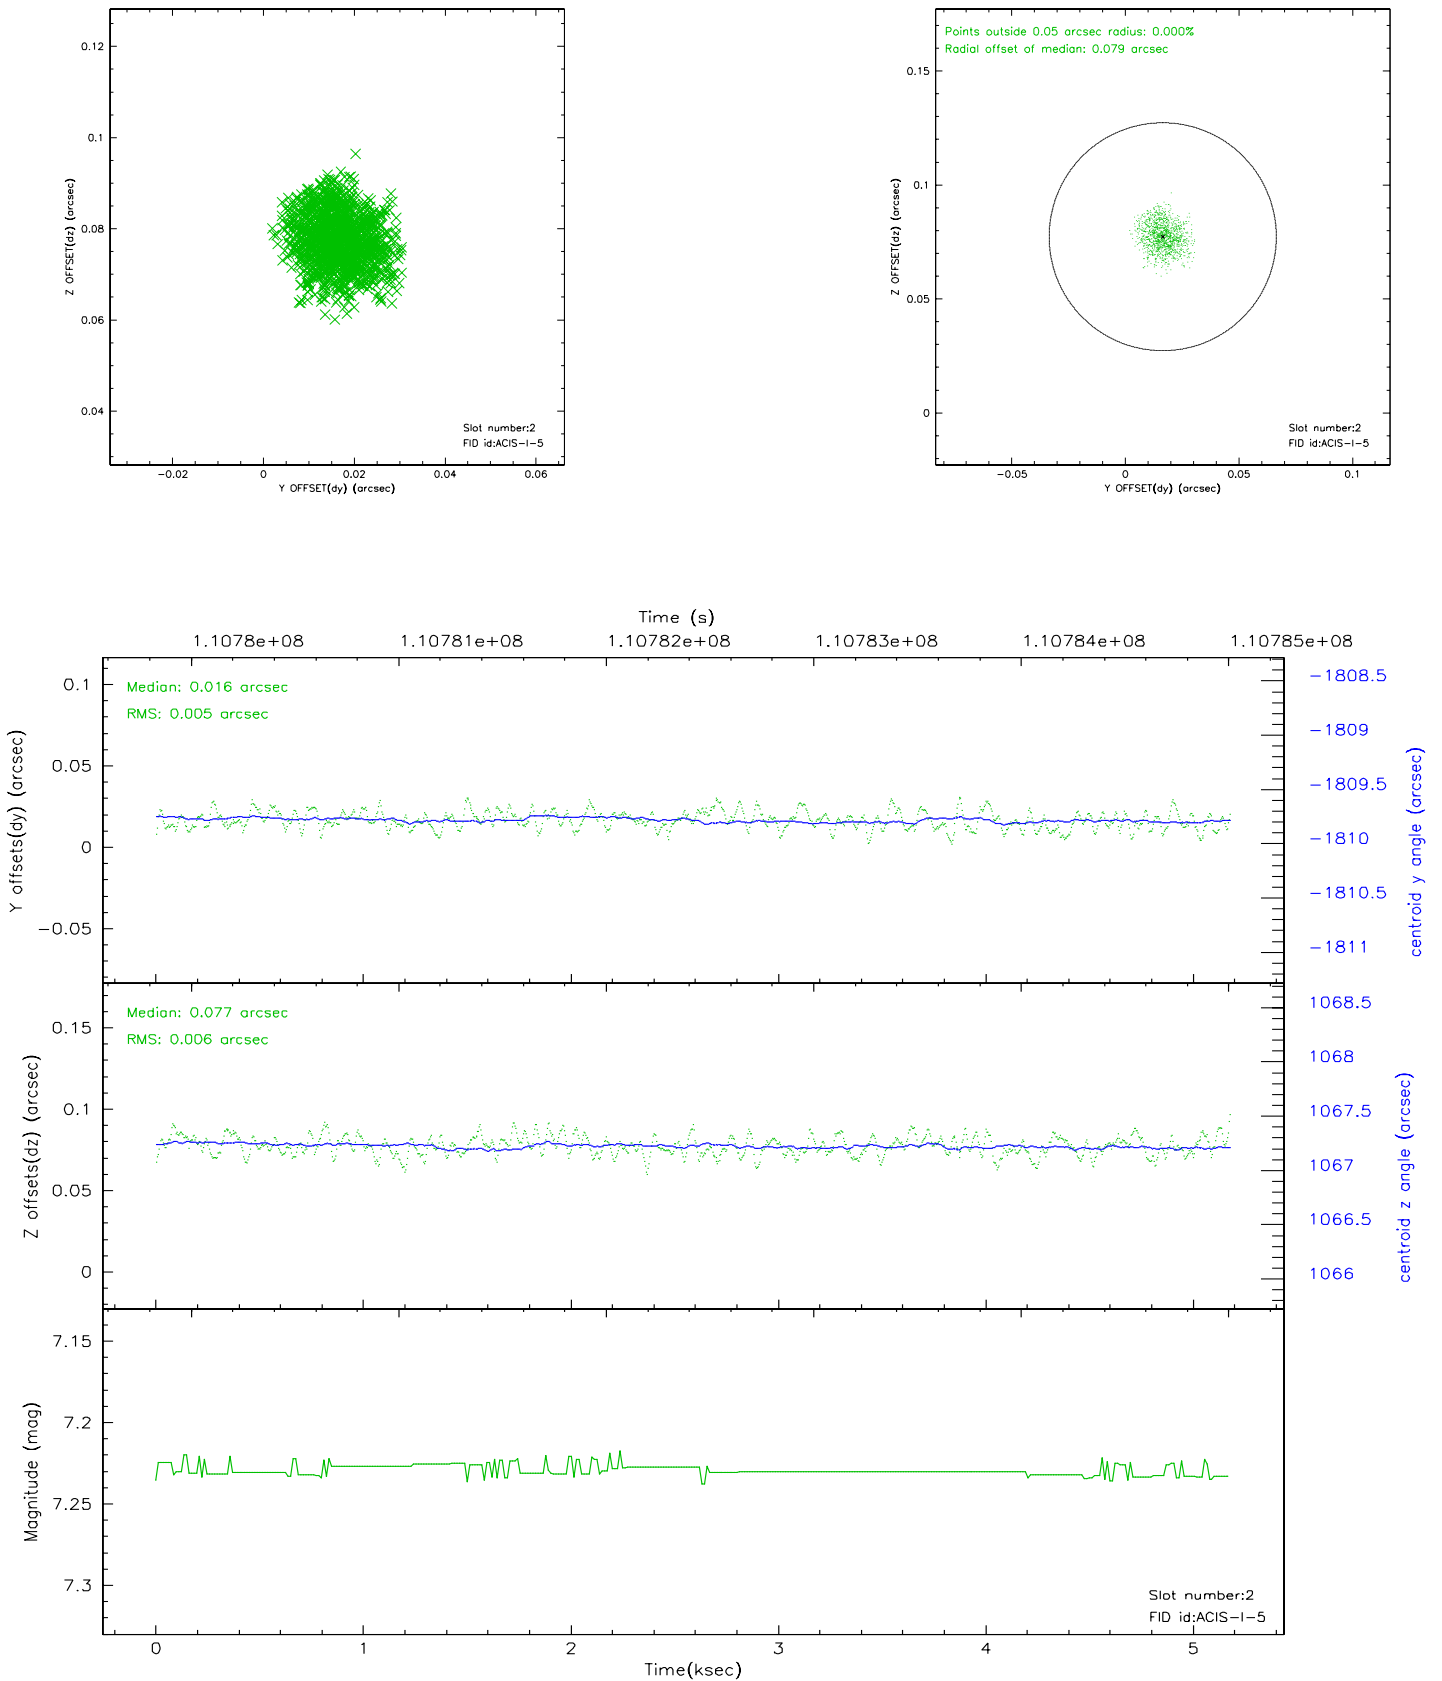 0.12
0.1
0.08
0.06
0.04
Z OFFSET(dz) (arcsec)
Slot number:2
FID id:ACIS-I-5
-0.02 0 0.02 0.04 0.06
Y OFFSET(dy) (arcsec)
Points outside 0.05 arcsec radius: 0.000%
Radial offset of median: 0.079 arcsec
0.15
0.1
0.05
0
Z OFFSET(dz) (arcsec)
Slot number:2
FID id:ACIS-I-5
-0.05 0 0.05 0.1
Y OFFSET(dy) (arcsec)
Time (s)
1.1078e+08 1.10781e+08 1.10782e+08 1.10783e+08 1.10784e+08 1.10785e+08
Median: 0.016 arcsec
RMS: 0.005 arcsec
0.1
0.05
0
-0.05
Y offsets(dy) (arcsec)
-1808.5
-1809
-1809.5
-1810
-1810.5
-1811
centroid y angle (arcsec)
Median: 0.077 arcsec
RMS: 0.006 arcsec
0.15
0.1
0.05
0
Z offsets(dz) (arcsec)
1068.5
1068
1067.5
1067
1066.5
1066
centroid z angle (arcsec)
7.15
7.2
7.25
7.3
Magnitude (mag)
Slot number:2
FID id:ACIS-I-5
0 1 2 3 4 5
Time(ksec)